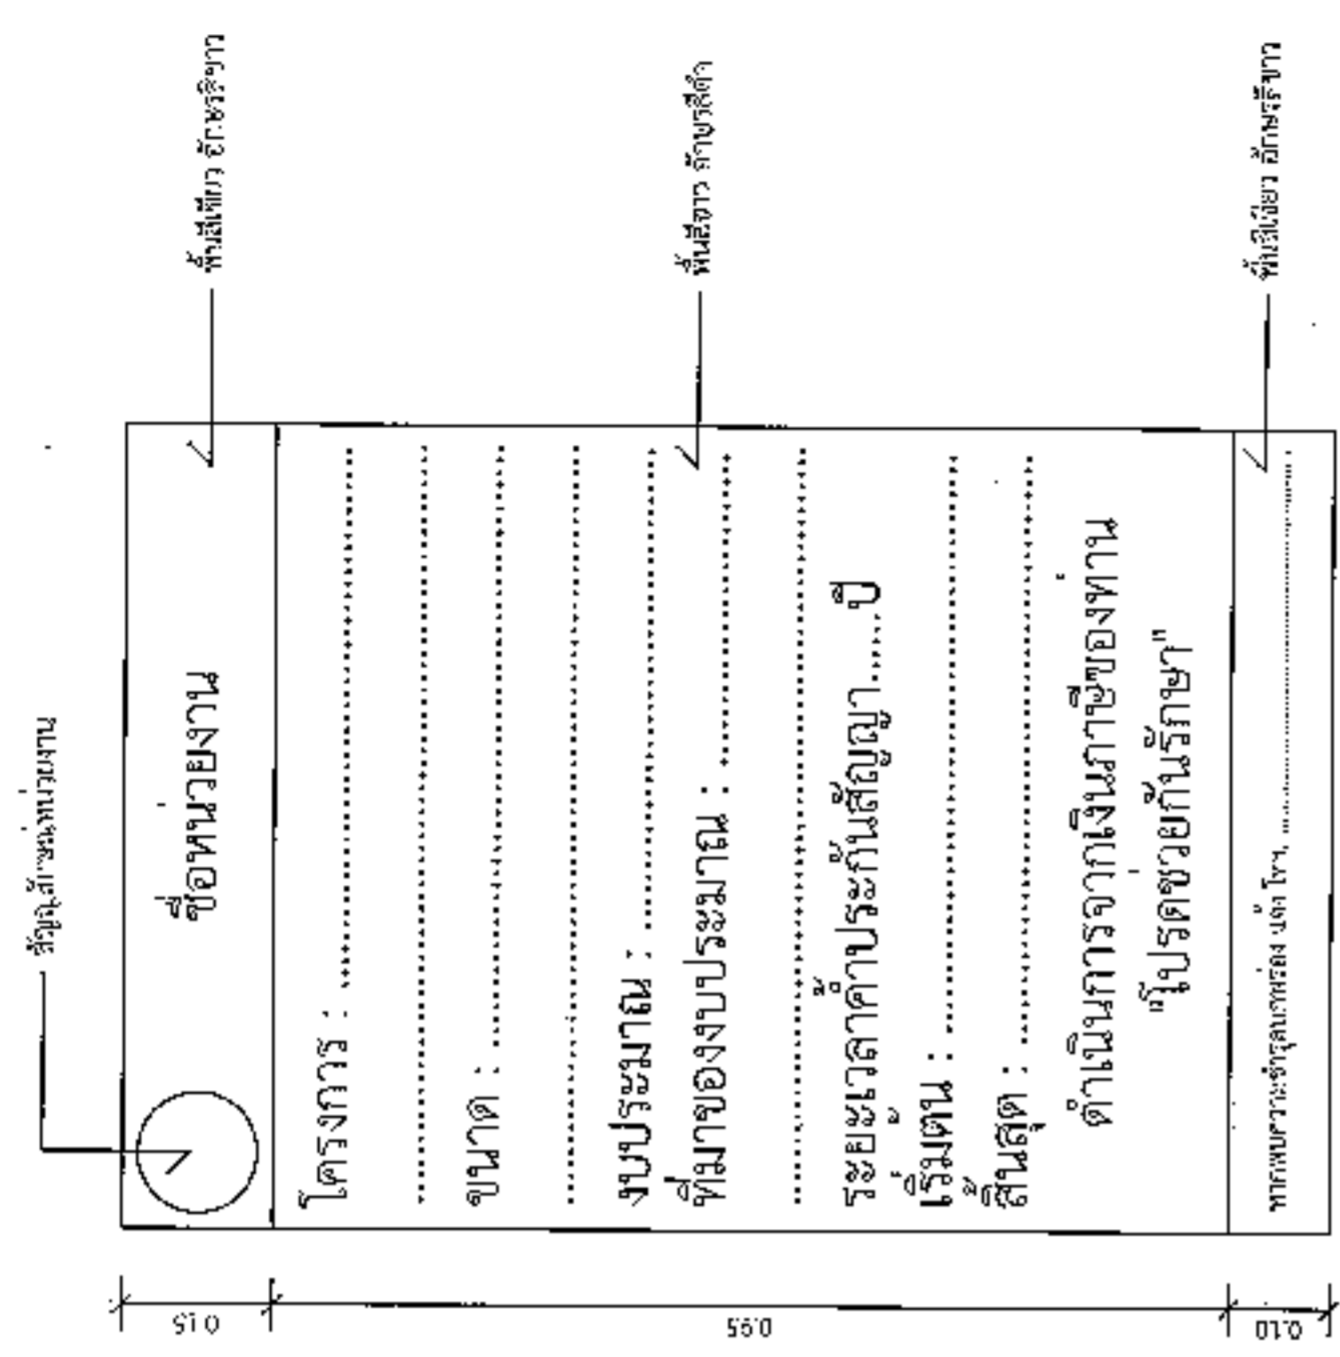 สัญลักษณ์หน่วยงาน
ชื่อหน่วยงาน
พื้นสีเขียว อักษรสีขาว
โครงการ : ........................................
........................................
ขนาด : ........................................
........................................
งบประมาณ : ........................................
ที่มาของงบประมาณ : ........................................
........................................
ระยะเวลาค้ำประกันสัญญา......ปี
เริ่มต้น : ........................................
สิ้นสุด : ........................................
ดำเนินการจากเงินภาษีของท่าน
"โปรดช่วยกันรักษา"
พื้นสีขาว อักษรสีดำ
หากพบความชำรุดบกพร่อง แจ้ง โทร. ........................................
พื้นสีเขียว อักษรสีขาว
0.15
0.95
0.10